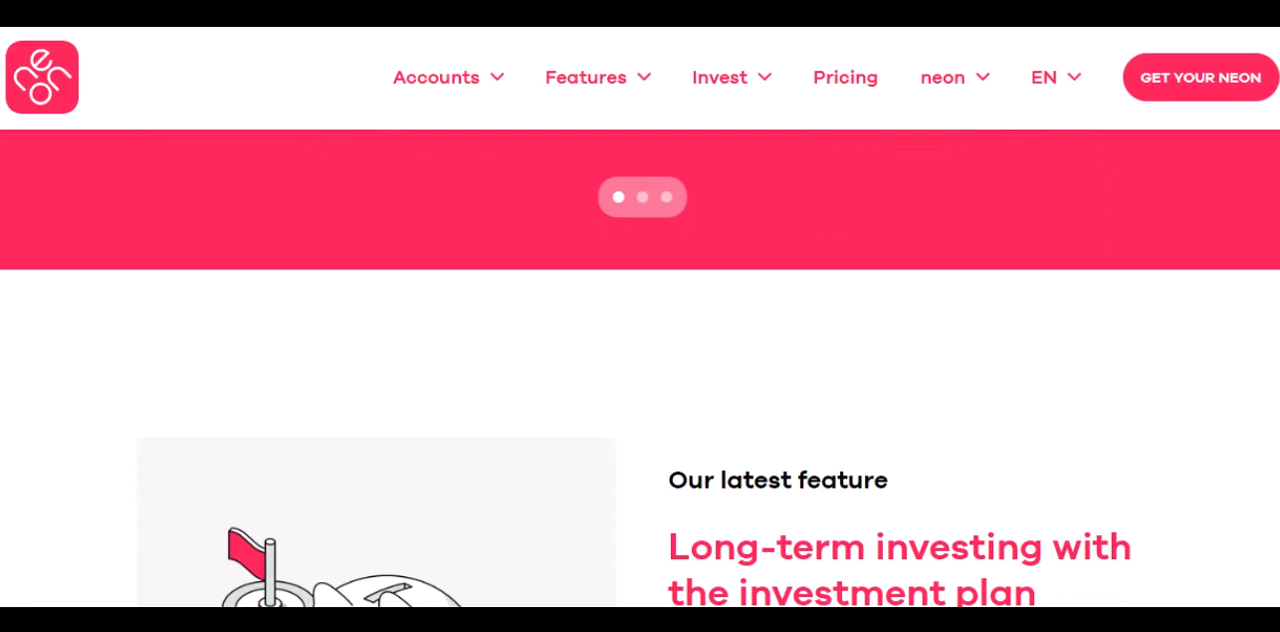 neon
Accounts Features Invest Pricing neon EN GET YOUR NEON
Our latest feature
Long-term investing with
the investment plan